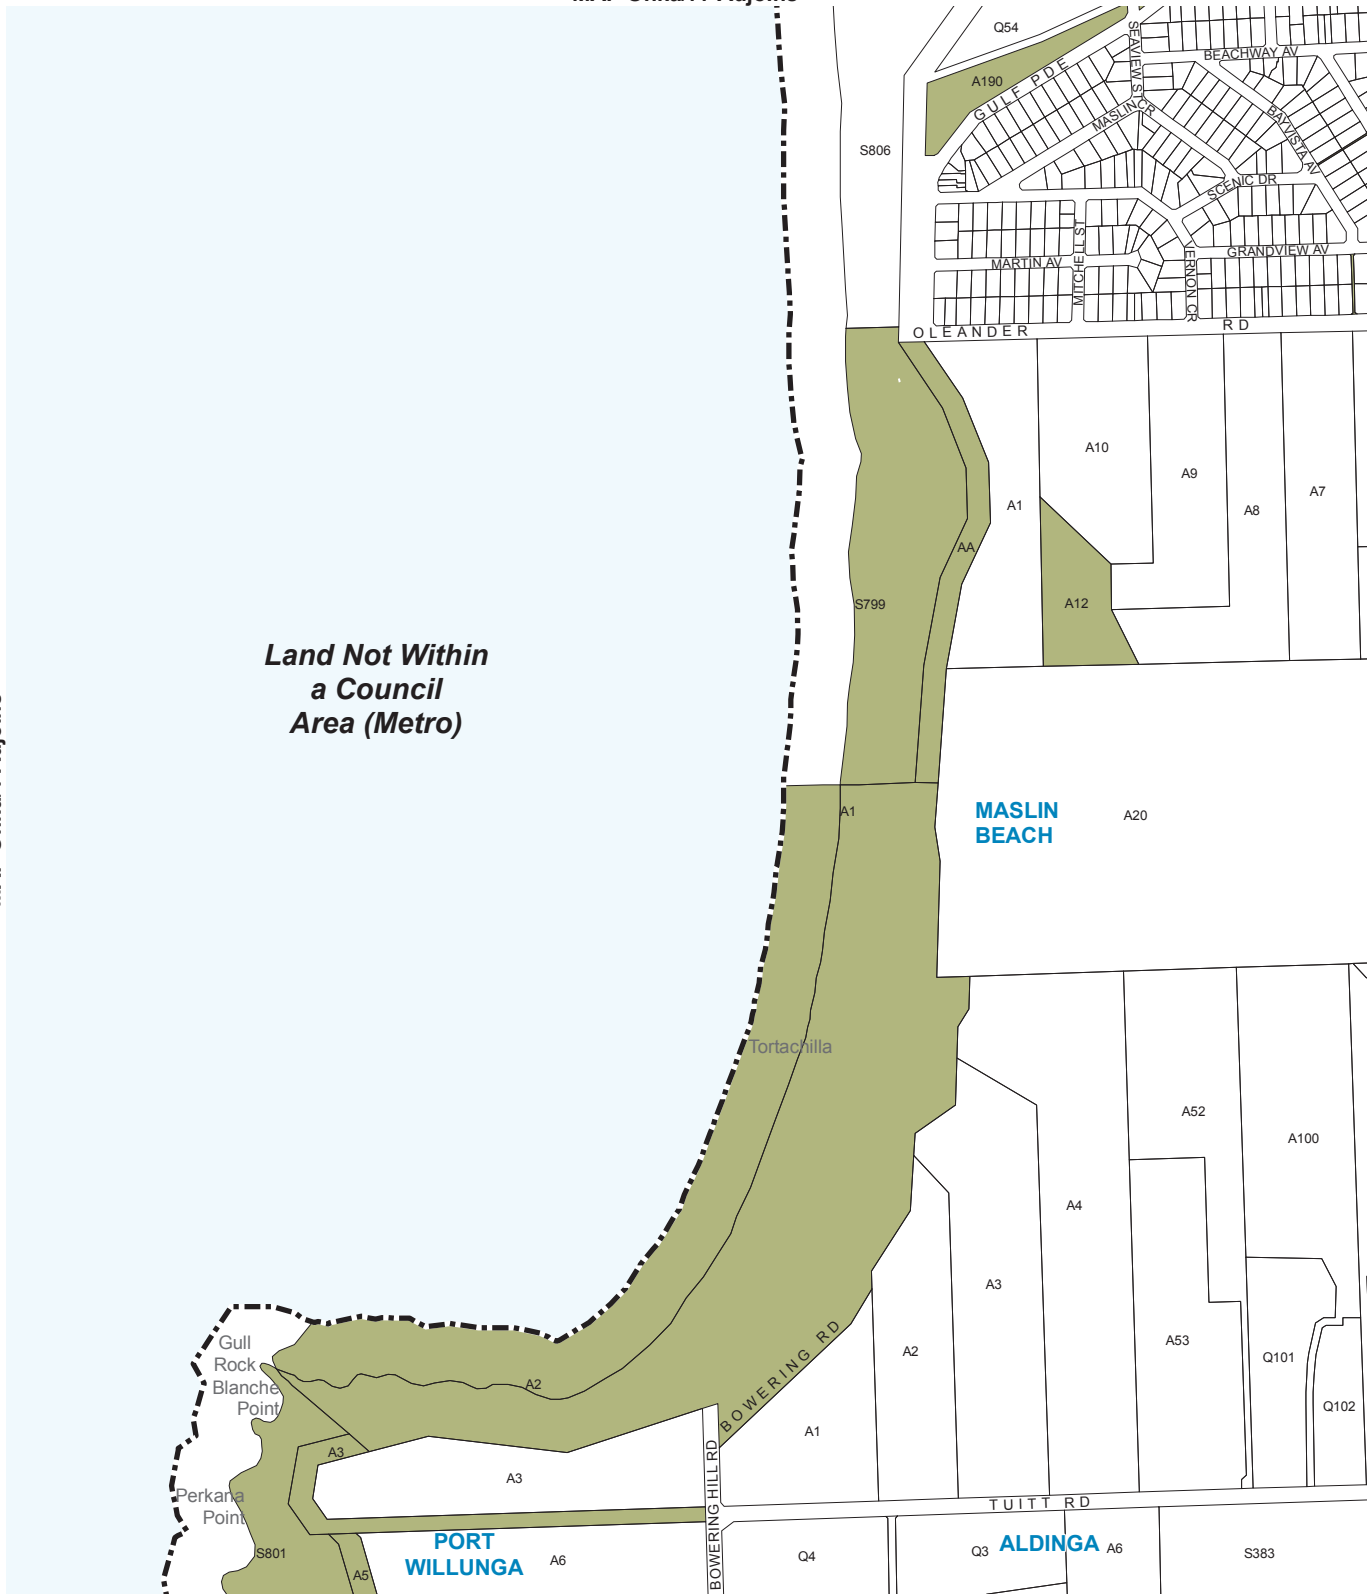 Q54
SEAVIEW ST
BEACHWAY AV
A190
GULF PDE
MASLIN CR
BAYVISTA AV
S806
SCENIC DR
MITCHELL ST
VERNON CR
GRANDVIEW AV
MARTIN AV
OLEANDER RD
A10
A9
A1
A8
A7
AA
A12
S799
Land Not Within
a Council
Area (Metro)
A1
MASLIN
BEACH
A20
Tortachilla
A52
A100
A4
A3
Gull
Rock
Blanche
Point
A2
BOWERING RD
A2
A53
Q101
Q102
A1
A3
A3
BOWERING HILL RD
Perkana
Point
TUITT RD
PORT
WILLUNGA
ALDINGA
S801
A5
A6
Q4
Q3
A6
S383